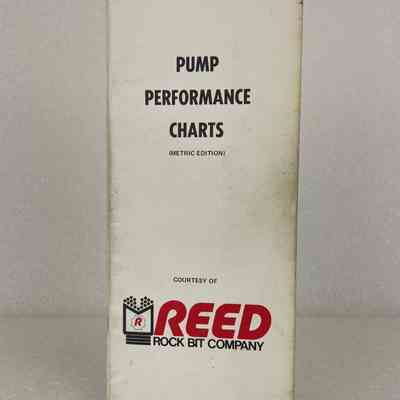 PUMP
PERFORMANCE
CHARTS
(METRIC EDITION)
COURTESY OF
R
REED
ROCK BIT COMPANY